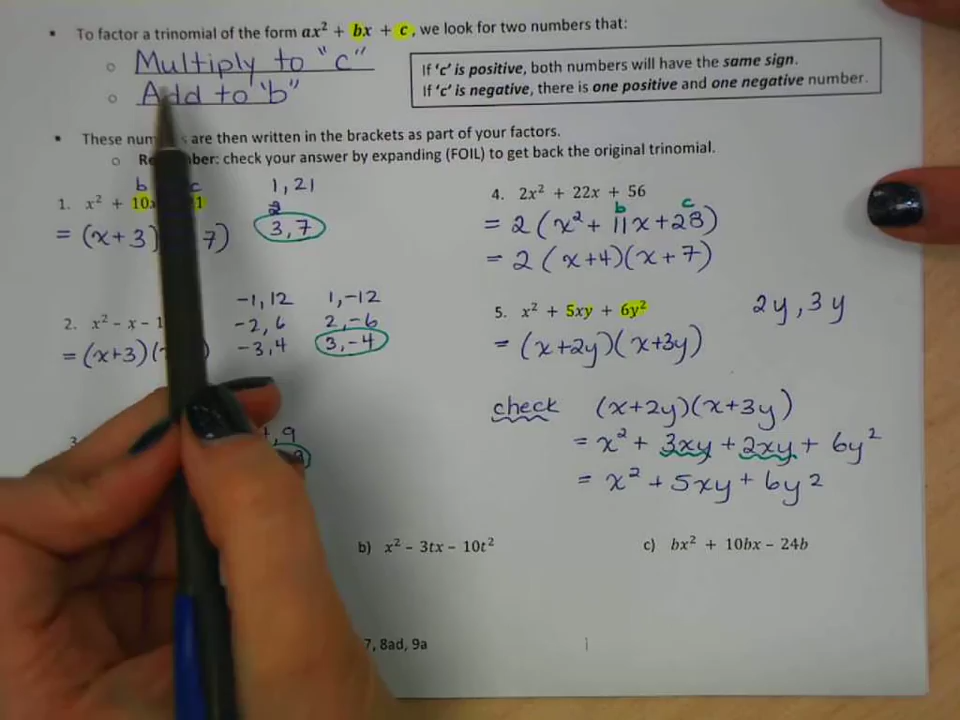 • To factor a trinomial of the form ax² + bx + c, we look for two numbers that:
○ Multiply to "c"
○ Add to "b"
If 'c' is positive, both numbers will have the same sign.
If 'c' is negative, there is one positive and one negative number.
• These are then written in the brackets as part of your factors.
○ check your answer by expanding (FOIL) to get back the original trinomial.
b c
1. x² +
= (x+3) 7)
1, 21
2
3, 7
2. x² − x −
= (x+3)(
−1, 12
−2, 6
−3, 4
1, −12
2, −6
3, −4
3
, 9
4. 2x² + 22x + 56
b c
= 2(x² + 11x + 28)
= 2(x+4)(x+7)
5. x² + 5xy + 6y²
2y, 3y
= (x+2y)(x+3y)
check (x+2y)(x+3y)
= x² + 3xy + 2xy + 6y²
= x² + 5xy + 6y²
b) x² − 3tx − 10t²
c) bx² + 10bx − 24b
7, 8ad, 9a